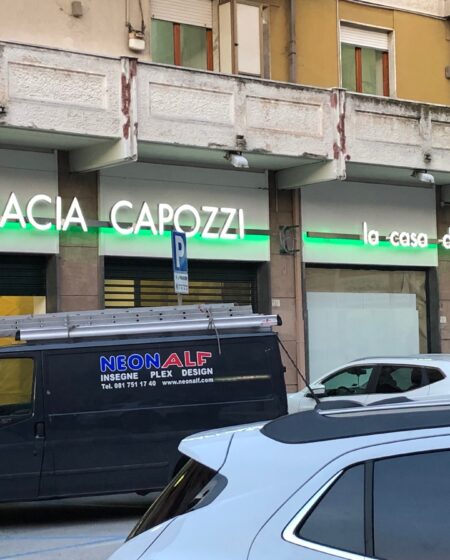 ACIA CAPOZZI
la casa d
P
NEONALF
INSEGNE PLEX DESIGN
Tel. 081 751 17 40 www.neonalf.com